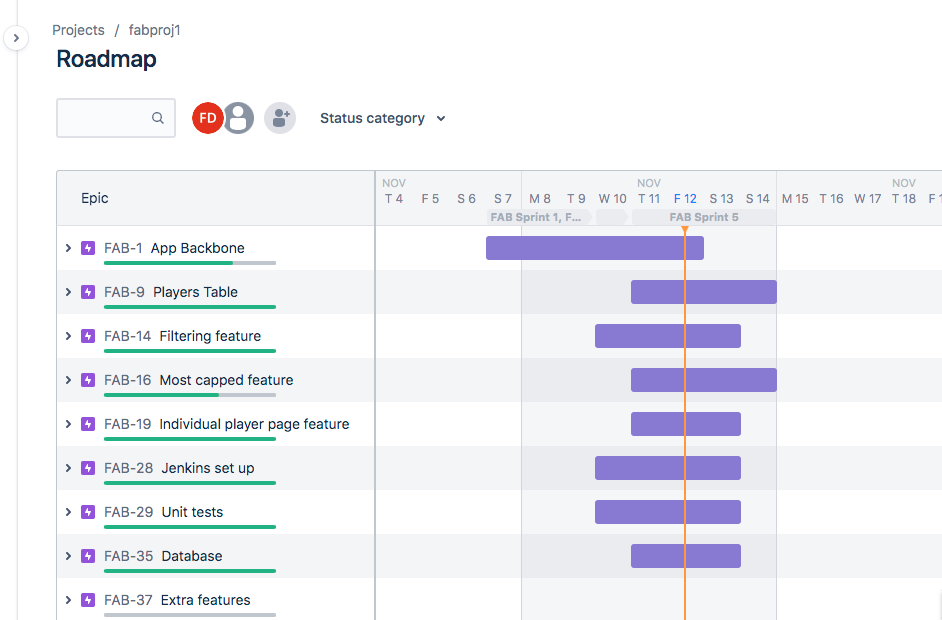 Projects / fabproj1
Roadmap
FD
Status category
Epic
NOV NOV NOV
T 4 F 5 S 6 S 7 M 8 T 9 W 10 T 11 F 12 S 13 S 14 M 15 T 16 W 17 T 18
FAB Sprint 1, F... FAB Sprint 5
FAB-1 App Backbone
FAB-9 Players Table
FAB-14 Filtering feature
FAB-16 Most capped feature
FAB-19 Individual player page feature
FAB-28 Jenkins set up
FAB-29 Unit tests
FAB-35 Database
FAB-37 Extra features